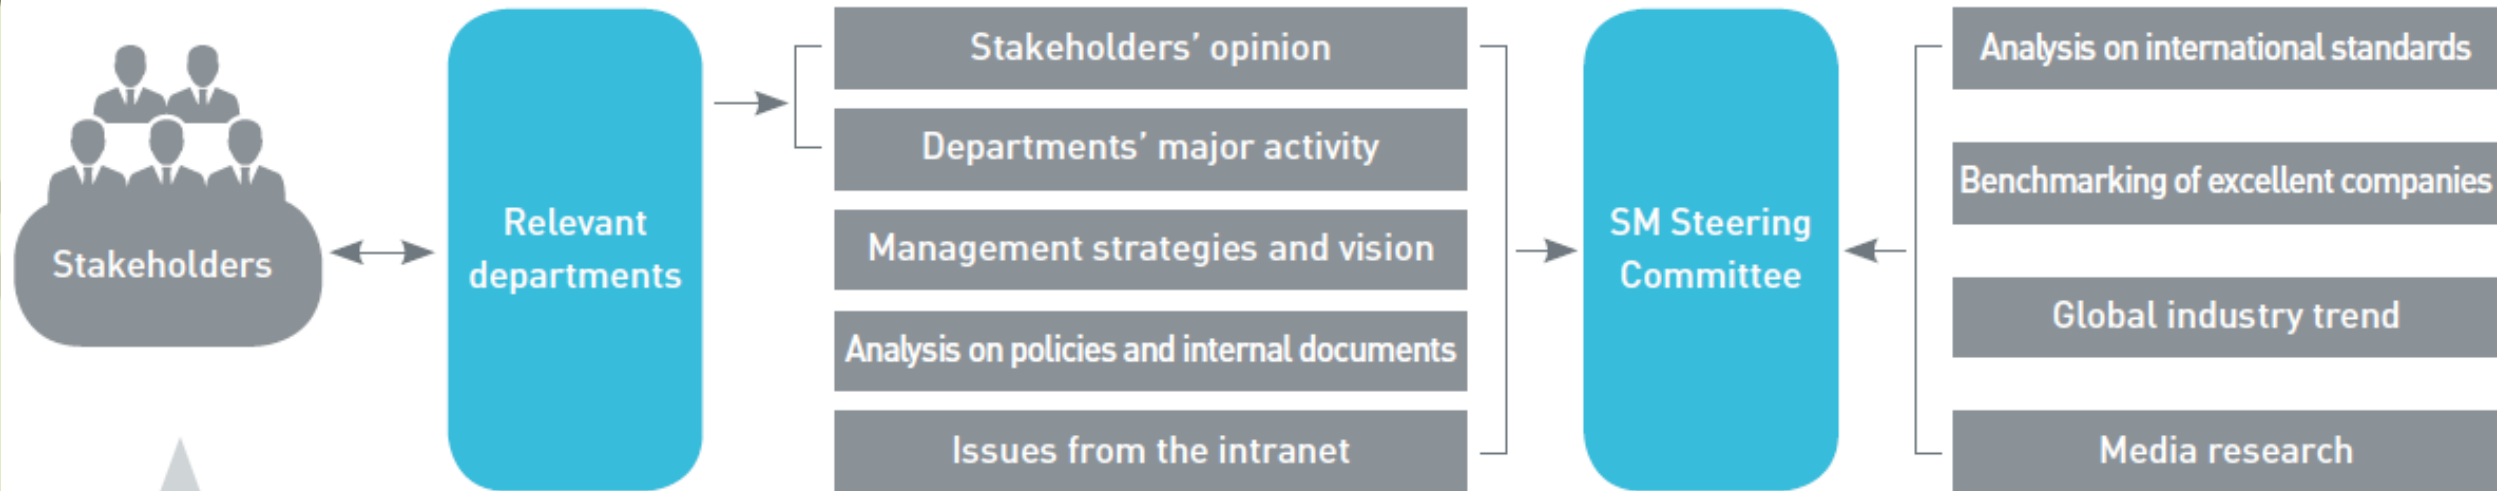 Stakeholders
Relevant
departments
Stakeholders’ opinion
Departments’ major activity
Management strategies and vision
Analysis on policies and internal documents
Issues from the intranet
SM Steering
Committee
Analysis on international standards
Benchmarking of excellent companies
Global industry trend
Media research